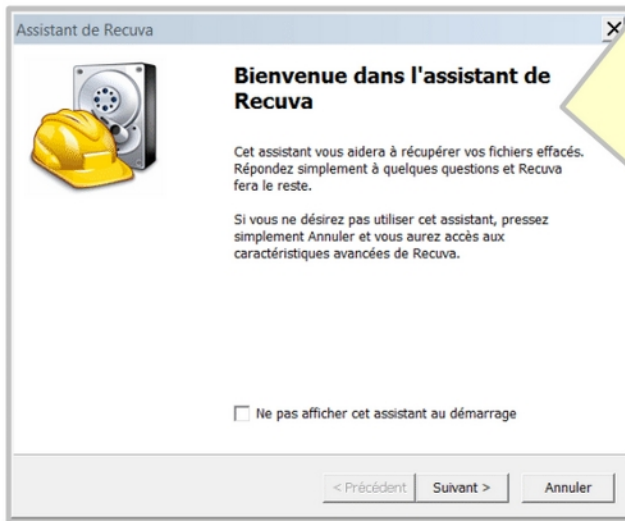 Assistant de Recuva
Bienvenue dans l'assistant de
Recuva
Cet assistant vous aidera à récupérer vos fichiers effacés.
Répondez simplement à quelques questions et Recuva
fera le reste.
Si vous ne désirez pas utiliser cet assistant, pressez
simplement Annuler et vous aurez accès aux
caractéristiques avancées de Recuva.
Ne pas afficher cet assistant au démarrage
< Précédent Suivant > Annuler